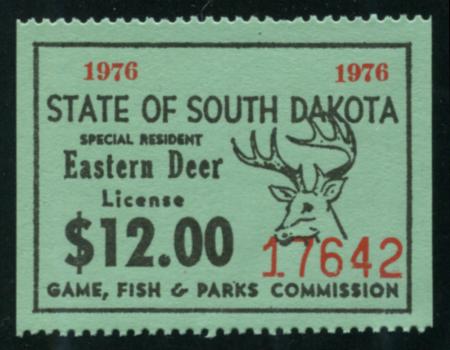 1976 1976
STATE OF SOUTH DAKOTA
SPECIAL RESIDENT
Eastern Deer
License
$12.00
17642
GAME, FISH & PARKS COMMISSION